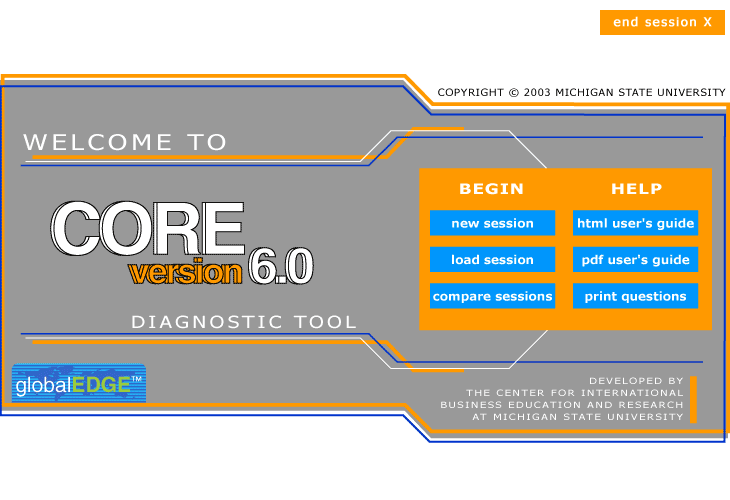 end session X
COPYRIGHT © 2003 MICHIGAN STATE UNIVERSITY
WELCOME TO
CORE
version 6.0
DIAGNOSTIC TOOL
BEGIN
new session
load session
compare sessions
HELP
html user's guide
pdf user's guide
print questions
globalEDGE™
DEVELOPED BY
THE CENTER FOR INTERNATIONAL
BUSINESS EDUCATION AND RESEARCH
AT MICHIGAN STATE UNIVERSITY